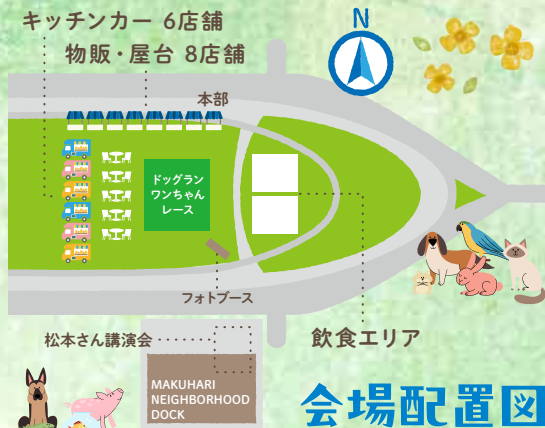 キッチンカー 6店舗
N
物販・屋台 8店舗
本部
ドッグラン
ワンちゃん
レース
フォトブース
松本さん講演会
飲食エリア
MAKUHARI
NEIGHBORHOOD
DOCK
会場配置図